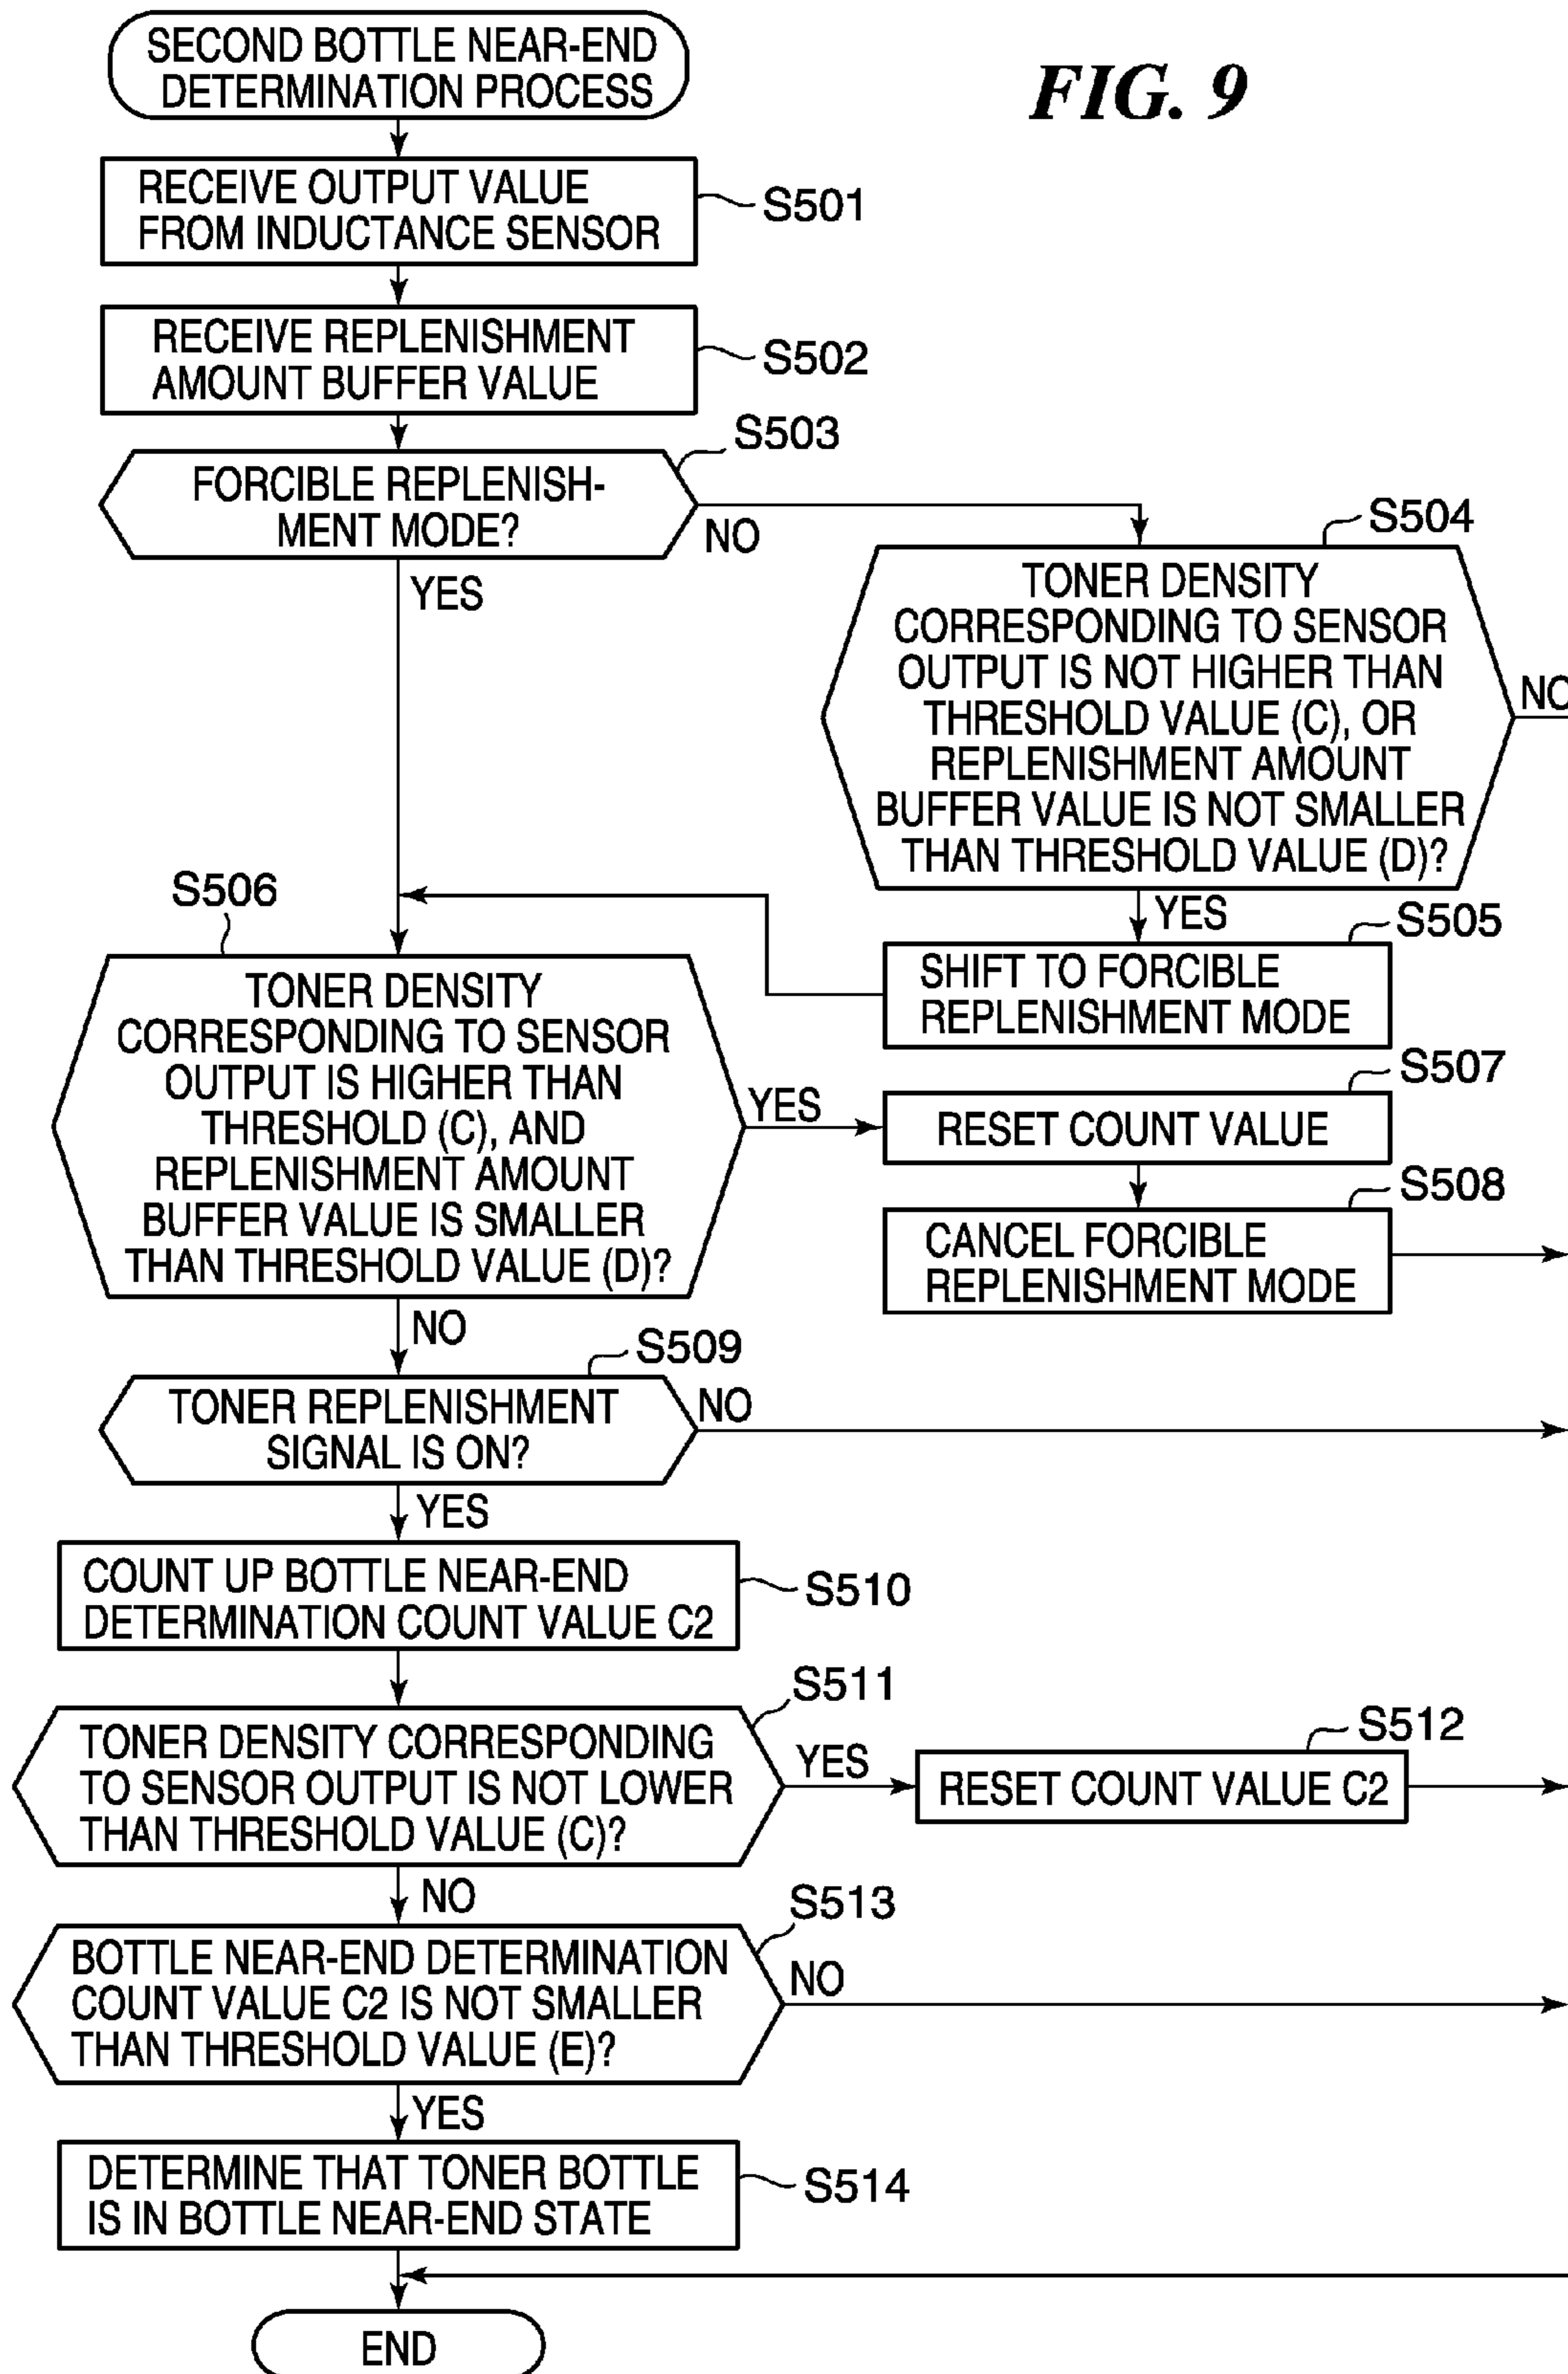 SECOND BOTTLE NEAR-END
DETERMINATION PROCESS
FIG. 9
RECEIVE OUTPUT VALUE
FROM INDUCTANCE SENSOR
S501
RECEIVE REPLENISHMENT
AMOUNT BUFFER VALUE
S502
S503
FORCIBLE REPLENISH-
MENT MODE?
NO
YES
S504
TONER DENSITY
CORRESPONDING TO SENSOR
OUTPUT IS NOT HIGHER THAN
THRESHOLD VALUE (C), OR
REPLENISHMENT AMOUNT
BUFFER VALUE IS NOT SMALLER
THAN THRESHOLD VALUE (D)?
NO
YES
S505
SHIFT TO FORCIBLE
REPLENISHMENT MODE
S506
TONER DENSITY
CORRESPONDING TO SENSOR
OUTPUT IS HIGHER THAN
THRESHOLD (C), AND
REPLENISHMENT AMOUNT
BUFFER VALUE IS SMALLER
THAN THRESHOLD VALUE (D)?
YES
S507
RESET COUNT VALUE
S508
CANCEL FORCIBLE
REPLENISHMENT MODE
NO
S509
TONER REPLENISHMENT
SIGNAL IS ON?
NO
YES
COUNT UP BOTTLE NEAR-END
DETERMINATION COUNT VALUE C2
S510
S511
TONER DENSITY CORRESPONDING
TO SENSOR OUTPUT IS NOT LOWER
THAN THRESHOLD VALUE (C)?
YES
S512
RESET COUNT VALUE C2
NO
S513
BOTTLE NEAR-END DETERMINATION
COUNT VALUE C2 IS NOT SMALLER
THAN THRESHOLD VALUE (E)?
NO
YES
DETERMINE THAT TONER BOTTLE
IS IN BOTTLE NEAR-END STATE
S514
END